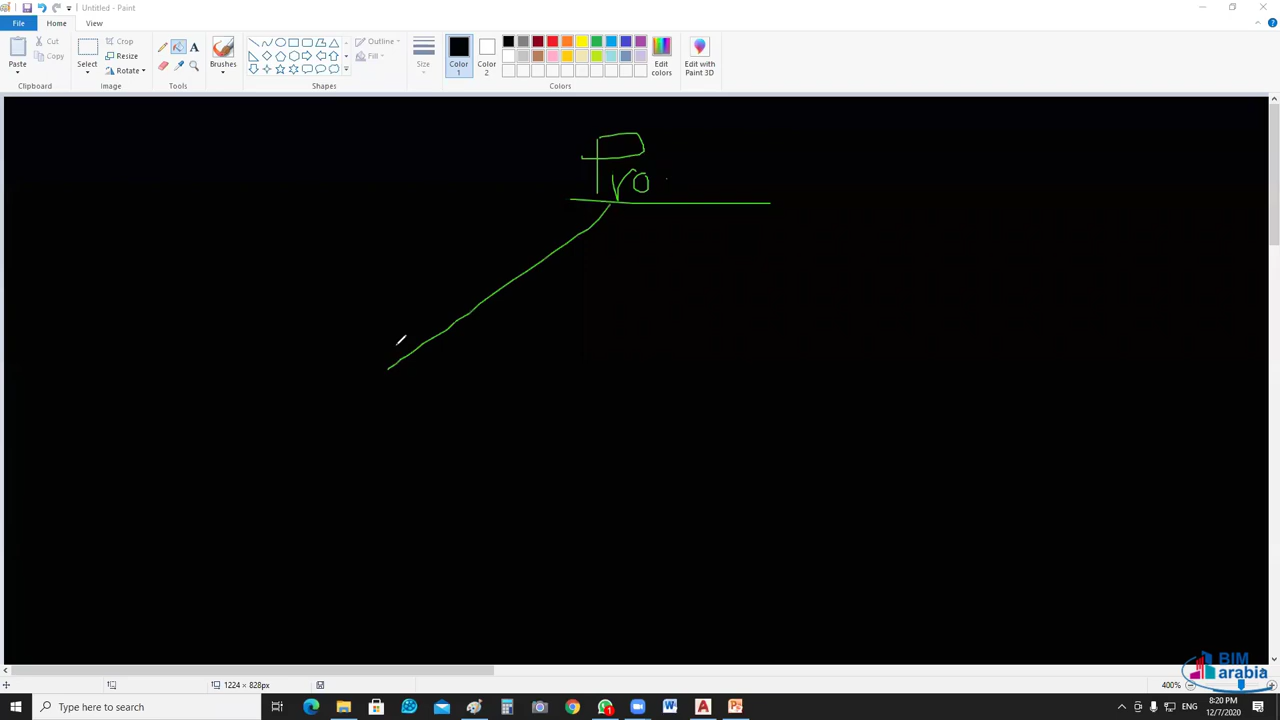 Untitled - Paint
File Home View
Paste Cut Copy Select Crop Resize Rotate Brushes Outline Fill Size Color 1 Color 2 Edit colors Edit with Paint 3D
Clipboard Image Tools Shapes Colors
Pro
BIM arabia
1224 × 828px 400%
Type here to search
1
ENG
8:20 PM
12/7/2020